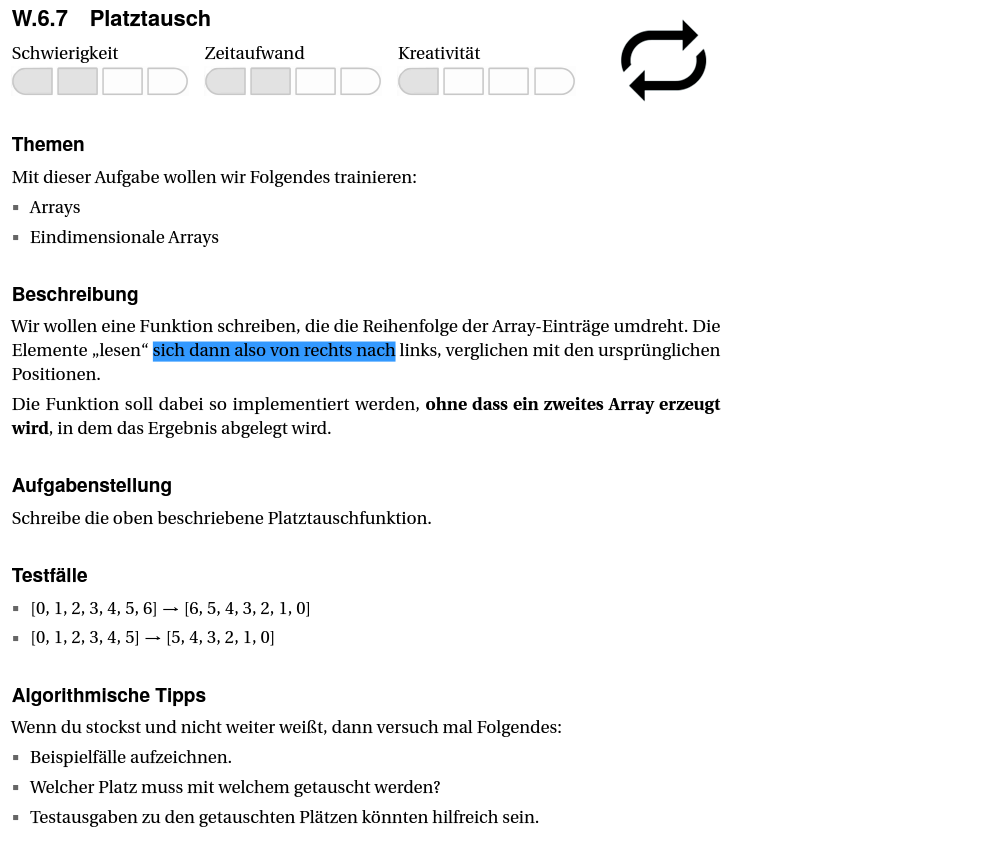 W.6.7 Platztausch
Schwierigkeit Zeitaufwand Kreativität
Themen
Mit dieser Aufgabe wollen wir Folgendes trainieren:
▪ Arrays
▪ Eindimensionale Arrays
Beschreibung
Wir wollen eine Funktion schreiben, die die Reihenfolge der Array-Einträge umdreht. Die
Elemente „lesen“ sich dann also von rechts nach links, verglichen mit den ursprünglichen
Positionen.
Die Funktion soll dabei so implementiert werden, ohne dass ein zweites Array erzeugt
wird, in dem das Ergebnis abgelegt wird.
Aufgabenstellung
Schreibe die oben beschriebene Platztauschfunktion.
Testfälle
▪ [0, 1, 2, 3, 4, 5, 6] → [6, 5, 4, 3, 2, 1, 0]
▪ [0, 1, 2, 3, 4, 5] → [5, 4, 3, 2, 1, 0]
Algorithmische Tipps
Wenn du stockst und nicht weiter weißt, dann versuch mal Folgendes:
▪ Beispielfälle aufzeichnen.
▪ Welcher Platz muss mit welchem getauscht werden?
▪ Testausgaben zu den getauschten Plätzen könnten hilfreich sein.